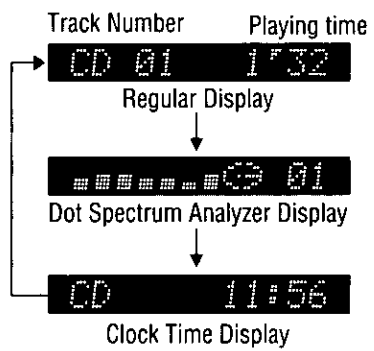 Track Number Playing time
CD 01 1'32
Regular Display
01
Dot Spectrum Analyzer Display
CD 11:56
Clock Time Display